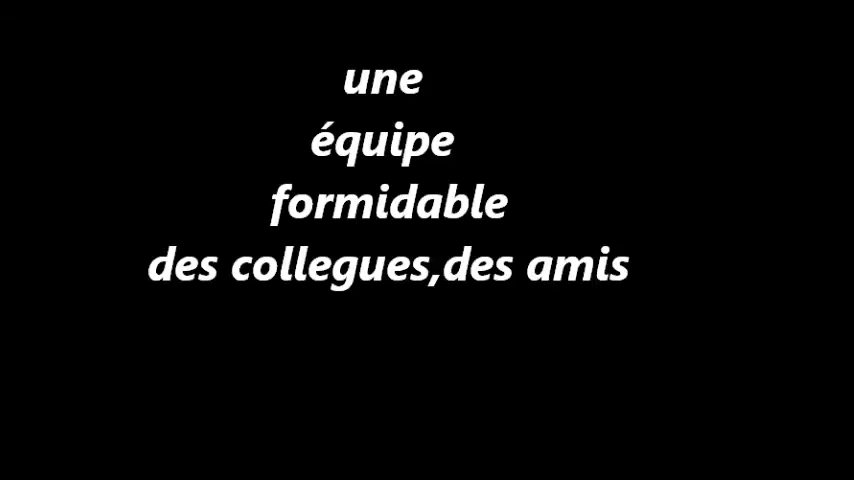 une
équipe
formidable
des collegues,des amis